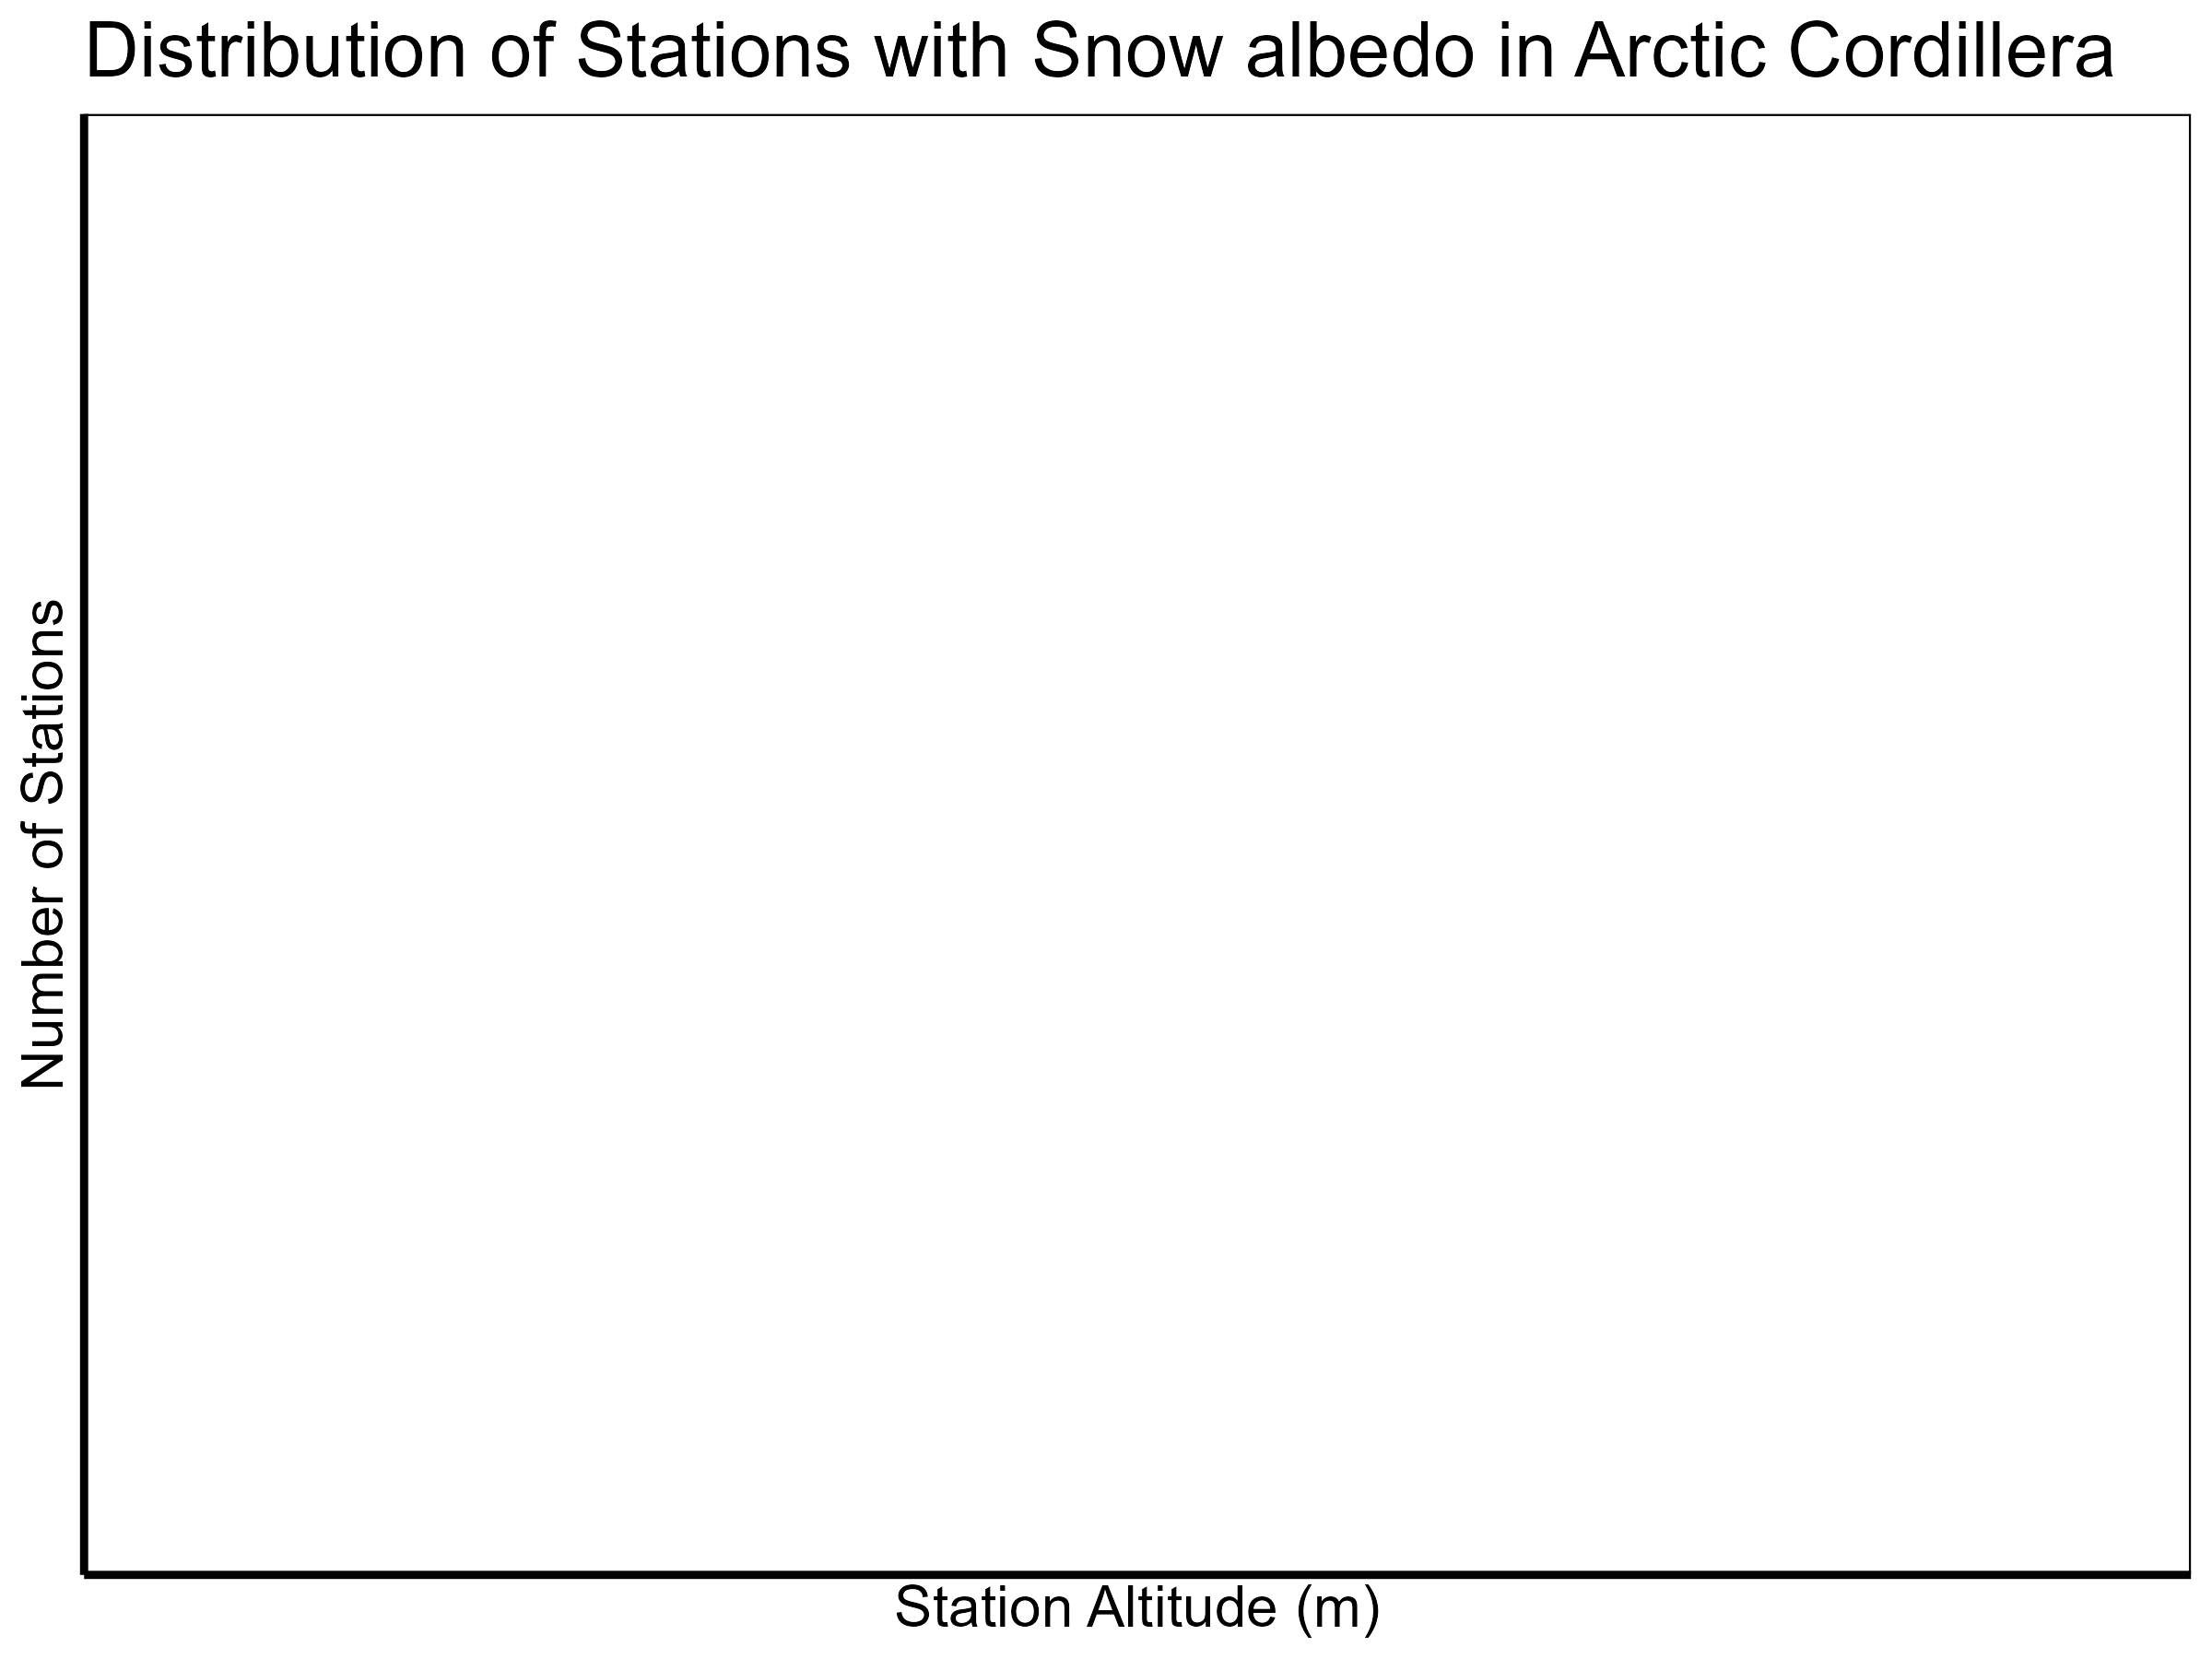 Distribution of Stations with Snow albedo in Arctic Cordillera
Number of Stations
Station Altitude (m)